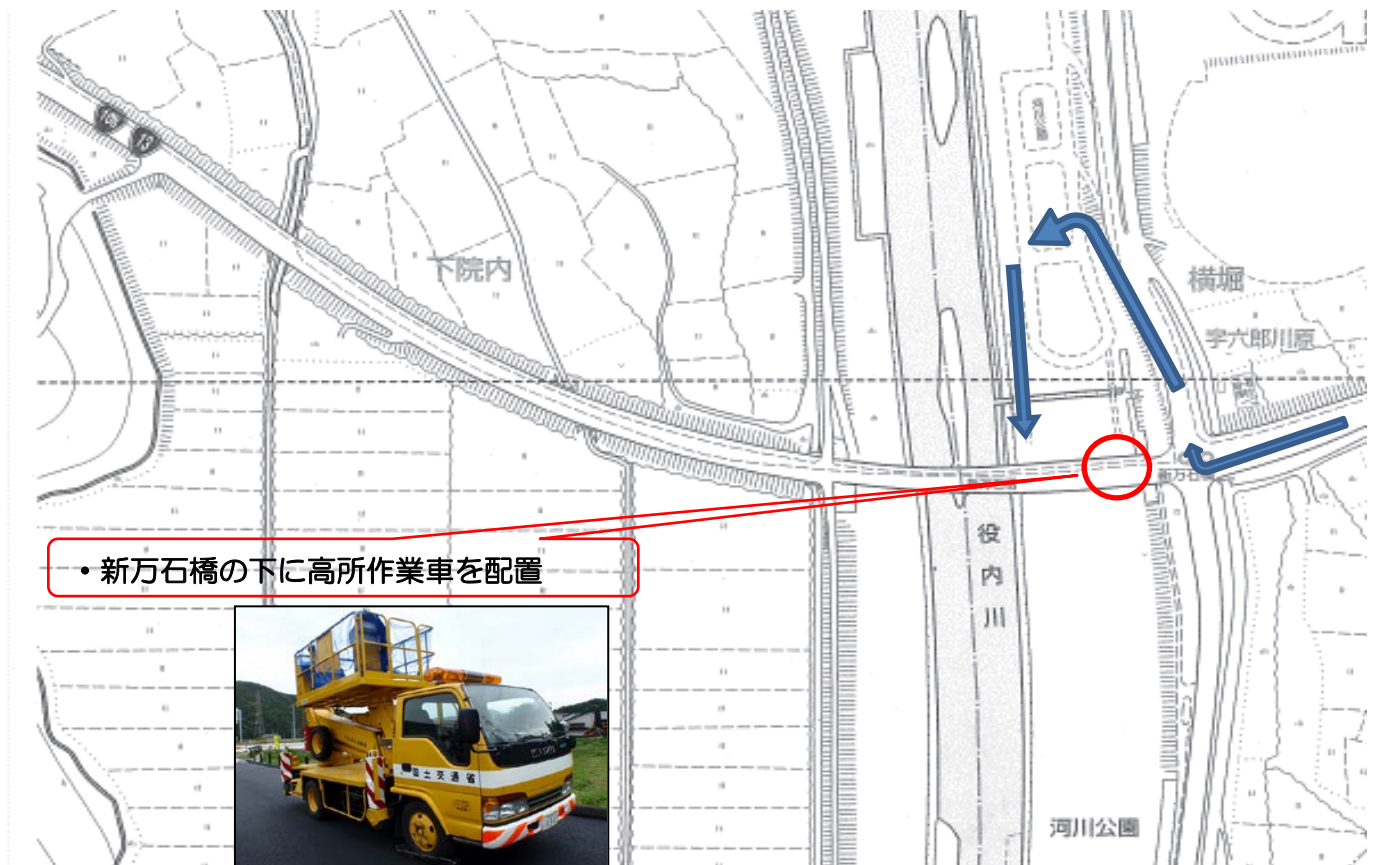 108
13
下院内
横堀
字六郎川原
新万石橋
役内川
・新万石橋の下に高所作業車を配置
国土交通省
河川公園